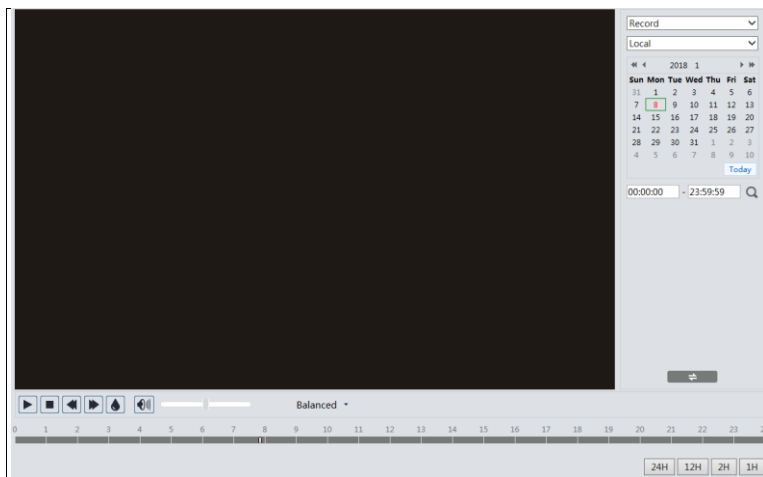 Record
Local
2018 1
Sun Mon Tue Wed Thu Fri Sat
31 1 2 3 4 5 6
7 8 9 10 11 12 13
14 15 16 17 18 19 20
21 22 23 24 25 26 27
28 29 30 31 1 2 3
4 5 6 7 8 9 10
Today
00:00:00 - 23:59:59
Balanced
0 1 2 3 4 5 6 7 8 9 10 11 12 13 14 15 16 17 18 19 20 21 22 23 2
24H 12H 2H 1H